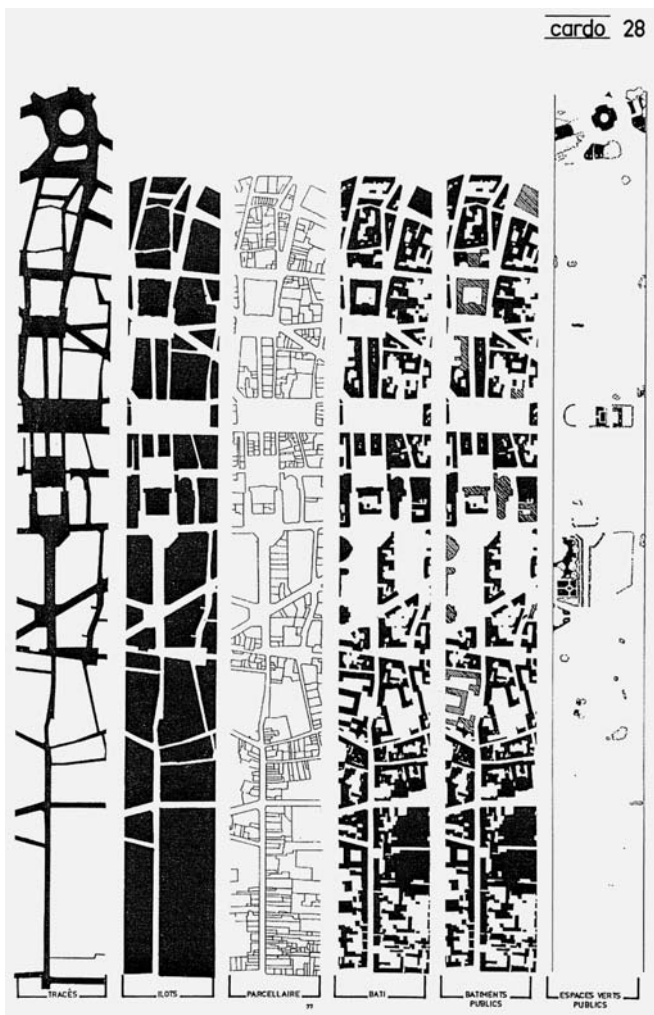 cardo 28
TRACÉS
ILOTS
PARCELLAIRE
BATI
BATIMENTS
PUBLICS
ESPACES VERTS
PUBLICS